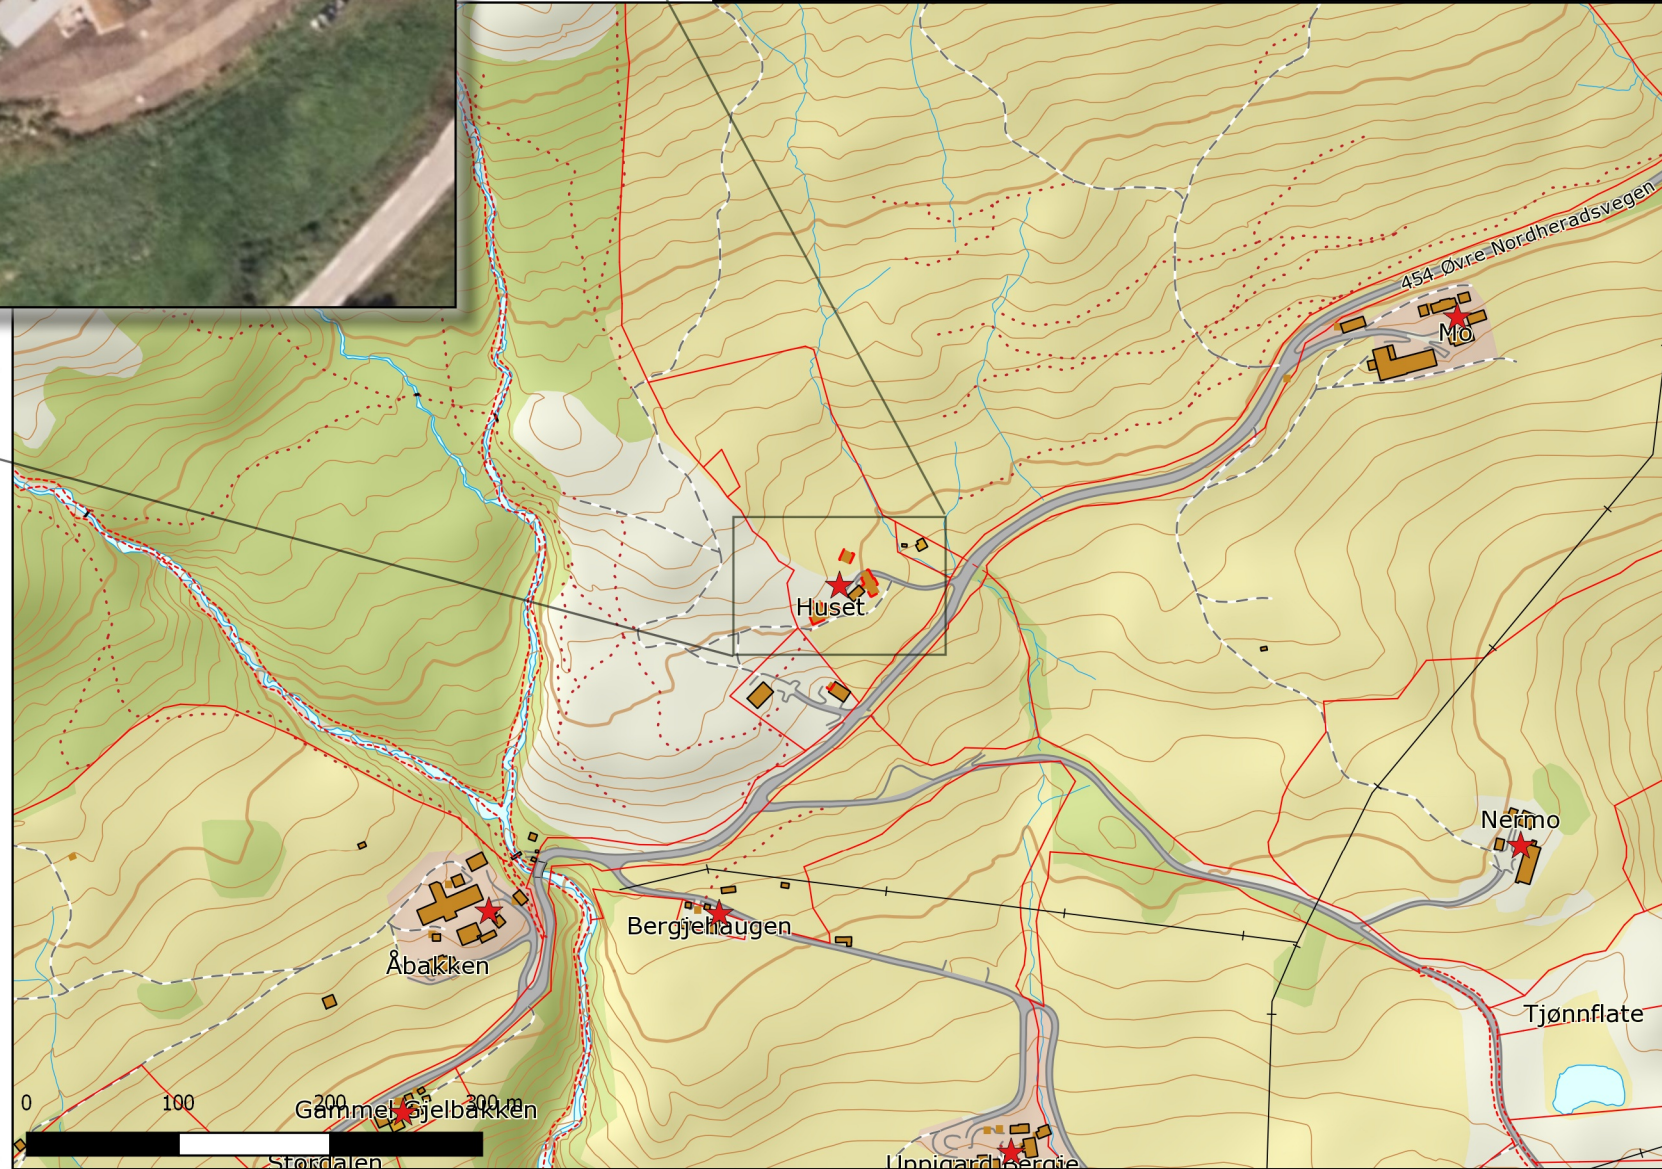 454 Øvre Nordheradsvegen
Mo
Huset
Nermo
Bergjehaugen
Åbakken
Tjønnflate
0 100 200 300 m
Gammel Gjelbakken
Stordalen
Uppigard Bergje